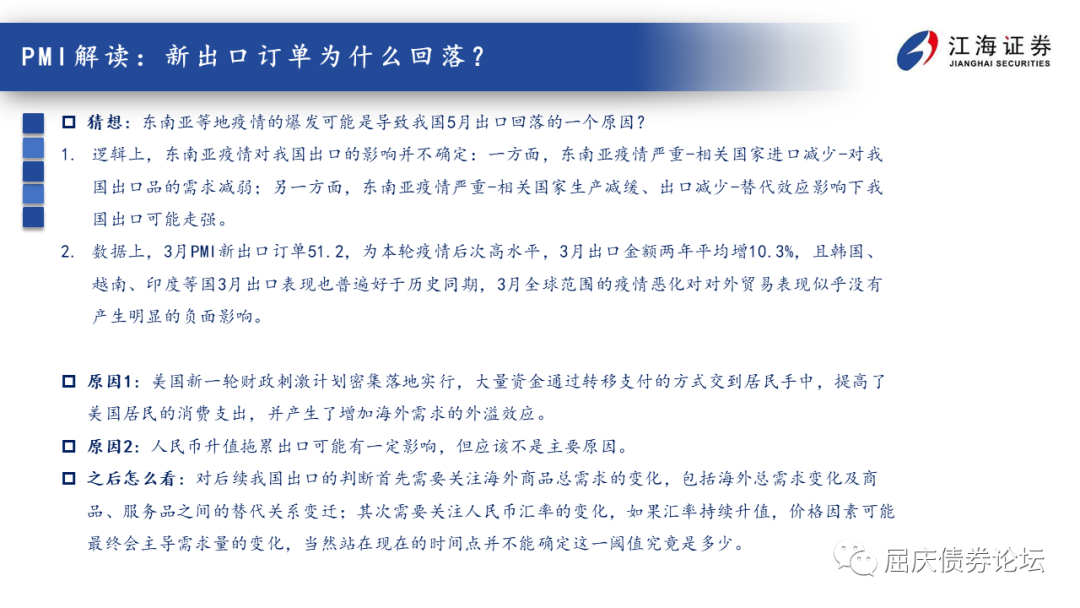 PMI解读：新出口订单为什么回落？
江海证券
JIANGHAI SECURITIES
猜想：东南亚等地疫情的爆发可能是导致我国5月出口回落的一个原因？
1. 逻辑上，东南亚疫情对我国出口的影响并不确定：一方面，东南亚疫情严重-相关国家进口减少-对我
国出口品的需求减弱；另一方面，东南亚疫情严重-相关国家生产减缓、出口减少-替代效应影响下我
国出口可能走强。
2. 数据上，3月PMI新出口订单51.2，为本轮疫情后次高水平，3月出口金额两年平均增10.3%，且韩国、
越南、印度等国3月出口表现也普遍好于历史同期，3月全球范围的疫情恶化对对外贸易表现似乎没有
产生明显的负面影响。
原因1：美国新一轮财政刺激计划密集落地实行，大量资金通过转移支付的方式交到居民手中，提高了
美国居民的消费支出，并产生了增加海外需求的外溢效应。
原因2：人民币升值拖累出口可能有一定影响，但应该不是主要原因。
之后怎么看：对后续我国出口的判断首先需要关注海外商品总需求的变化，包括海外总需求变化及商
品、服务品之间的替代关系变迁；其次需要关注人民币汇率的变化，如果汇率持续升值，价格因素可能
最终会主导需求量的变化，当然站在现在的时间点并不能确定这一阈值究竟是多少。
屈庆债券论坛